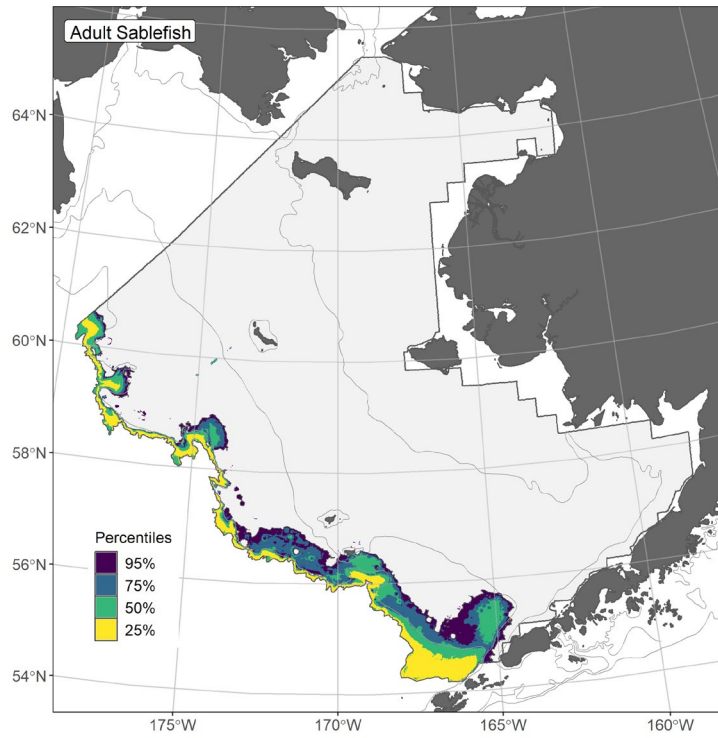 Adult Sablefish
64°N
62°N
60°N
58°N
56°N
54°N
Percentiles
95%
75%
50%
25%
175°W
170°W
165°W
160°W